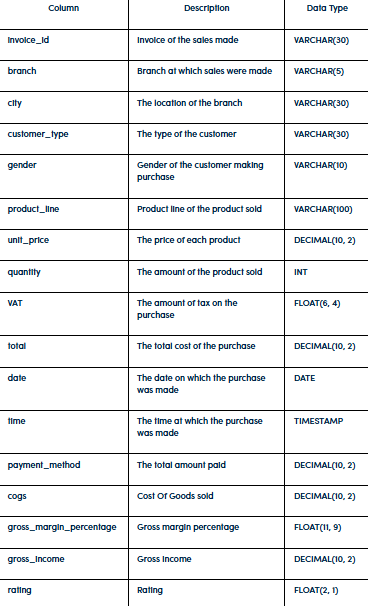 Column Description Data Type
invoice_id Invoice of the sales made VARCHAR(30)
branch Branch at which sales were made VARCHAR(5)
city The location of the branch VARCHAR(30)
customer_type The type of the customer VARCHAR(30)
gender Gender of the customer making VARCHAR(10)
purchase
product_line Product line of the product sold VARCHAR(100)
unit_price The price of each product DECIMAL(10, 2)
quantity The amount of the product sold INT
VAT The amount of tax on the FLOAT(6, 4)
purchase
total The total cost of the purchase DECIMAL(10, 2)
date The date on which the purchase DATE
was made
time The time at which the purchase TIMESTAMP
was made
payment_method The total amount paid DECIMAL(10, 2)
cogs Cost Of Goods sold DECIMAL(10, 2)
gross_margin_percentage Gross margin percentage FLOAT(11, 9)
gross_income Gross Income DECIMAL(10, 2)
rating Rating FLOAT(2, 1)